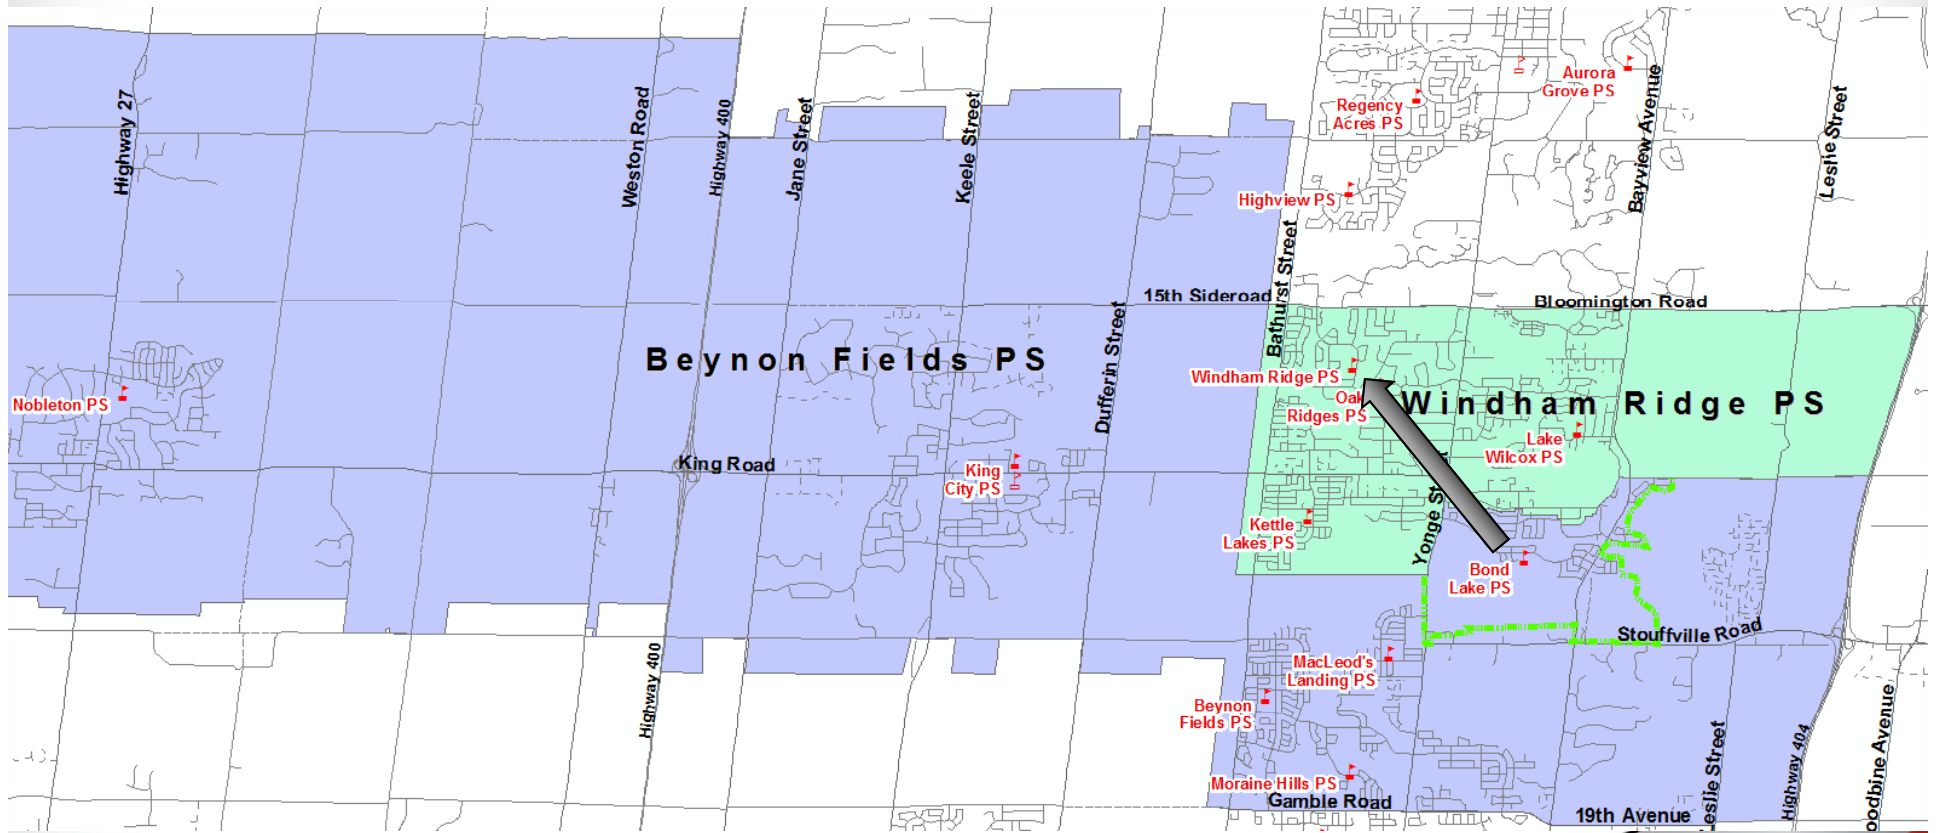 Aurora
Grove PS
Regency
Acres PS
Highway 27
Weston Road
Highway 400
Jane Street
Keele Street
Bayview Avenue
Leslie Street
Highview PS
Bathurst Street
15th Sideroad
Bloomington Road
Dufferin Street
Beynon Fields PS
Windham Ridge PS
Nobleton PS
Oak
Ridges PS
Windham Ridge PS
Lake
Wilcox PS
King Road
King
City PS
Kettle
Lakes PS
Yonge St
Bond
Lake PS
Stouffville Road
Highway 400
MacLeod's
Landing PS
Beynon
Fields PS
Moraine Hills PS
Gamble Road
19th Avenue
Leslie Street
Highway 404
oodbine Avenue